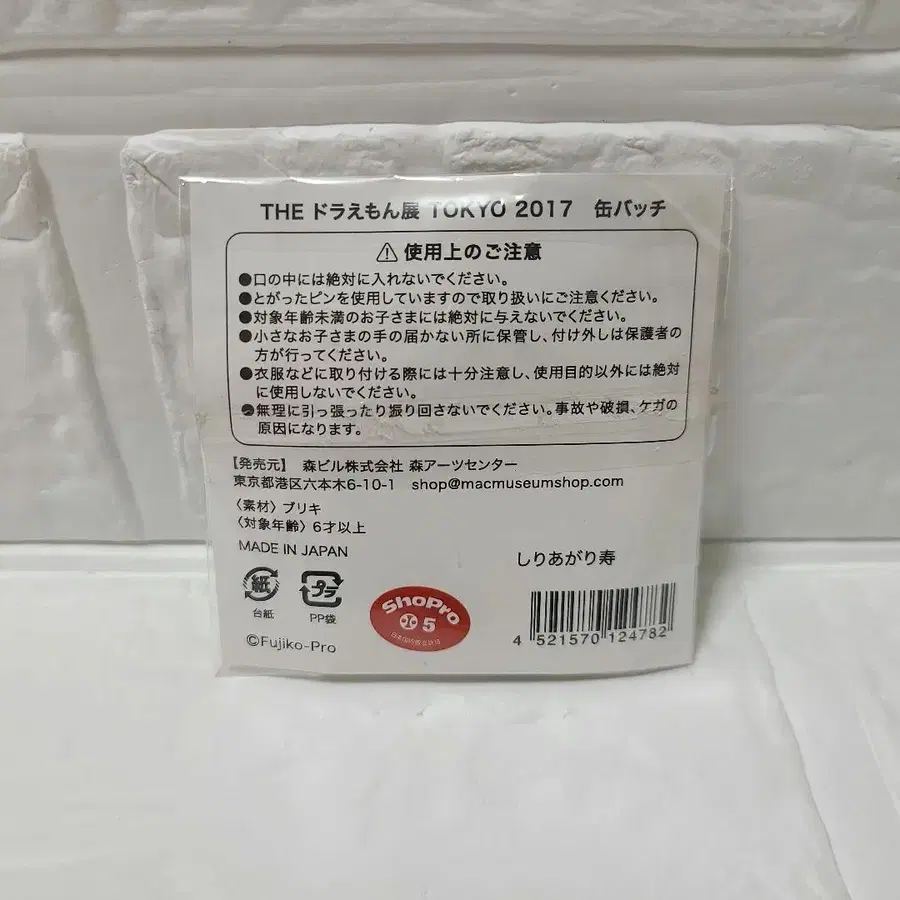 THE ドラえもん展 TOKYO 2017 缶バッチ
⚠ 使用上のご注意
●口の中には絶対に入れないでください。
●とがったピンを使用していますので取り扱いにご注意ください。
●対象年齢未満のお子さまには絶対に与えないでください。
●小さなお子さまの手の届かない所に保管し、付け外しは保護者の
方が行ってください。
●衣服などに取り付ける際には十分注意し、使用目的以外には絶対
に使用しないでください。
●無理に引っ張ったり振り回さないでください。事故や破損、ケガの
原因になります。
【発売元】 森ビル株式会社 森アーツセンター
東京都港区六本木6-10-1 shop@macmuseumshop.com
〈素材〉ブリキ
〈対象年齢〉6才以上
MADE IN JAPAN
しりあがり寿
紙
プラ
台紙
PP袋
ShoPro
5
©Fujiko-Pro
4 521570 124782